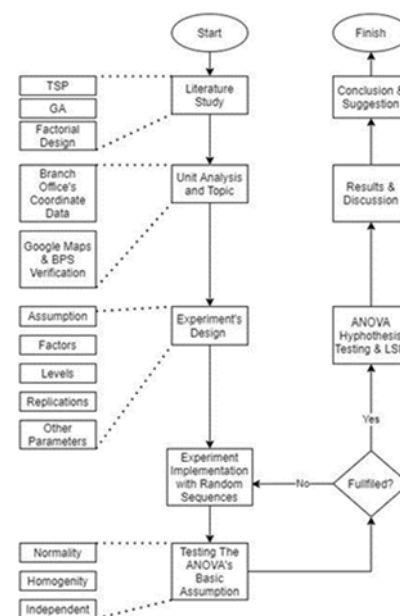 Start
Finish
TSP
GA
Factorial
Design
Literature
Study
Conclusion &
Suggestion
Branch
Office's
Coordinate
Data
Google Maps
& BPS
Verification
Unit Analysis
and Topic
Results &
Discussion
Assumption
Factors
Levels
Replications
Other
Parameters
Experiment's
Design
ANOVA
Hyphothesis
Testing & LSD
Yes
Experiment
Implementation
with Random
Sequences
No
Fullfiled?
Normality
Homogenity
Independent
Testing The
ANOVA's
Basic
Assumption